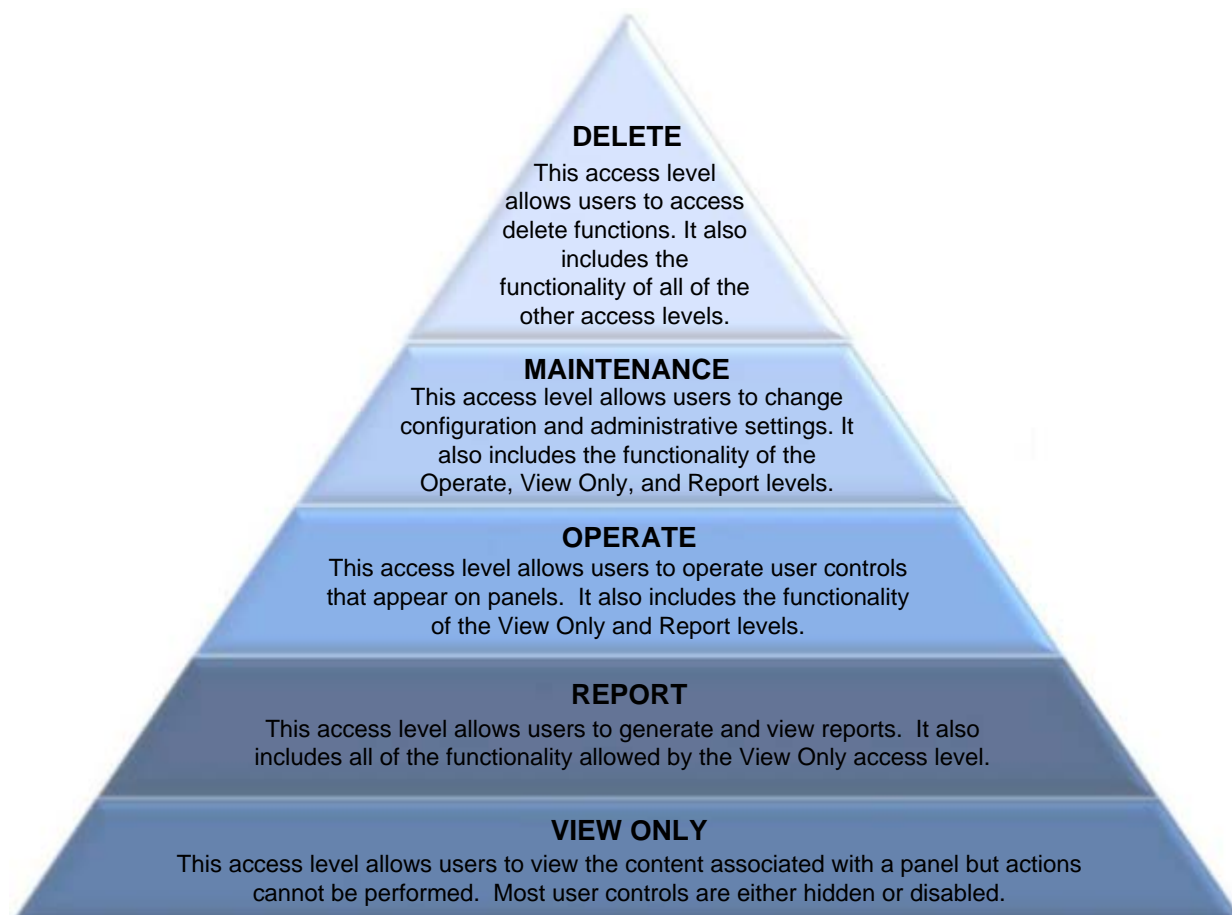 DELETE
This access level
allows users to access
delete functions. It also
includes the
functionality of all of the
other access levels.
MAINTENANCE
This access level allows users to change
configuration and administrative settings. It
also includes the functionality of the
Operate, View Only, and Report levels.
OPERATE
This access level allows users to operate user controls
that appear on panels.  It also includes the functionality
of the View Only and Report levels.
REPORT
This access level allows users to generate and view reports.  It also
includes all of the functionality allowed by the View Only access level.
VIEW ONLY
This access level allows users to view the content associated with a panel but actions
cannot be performed.  Most user controls are either hidden or disabled.